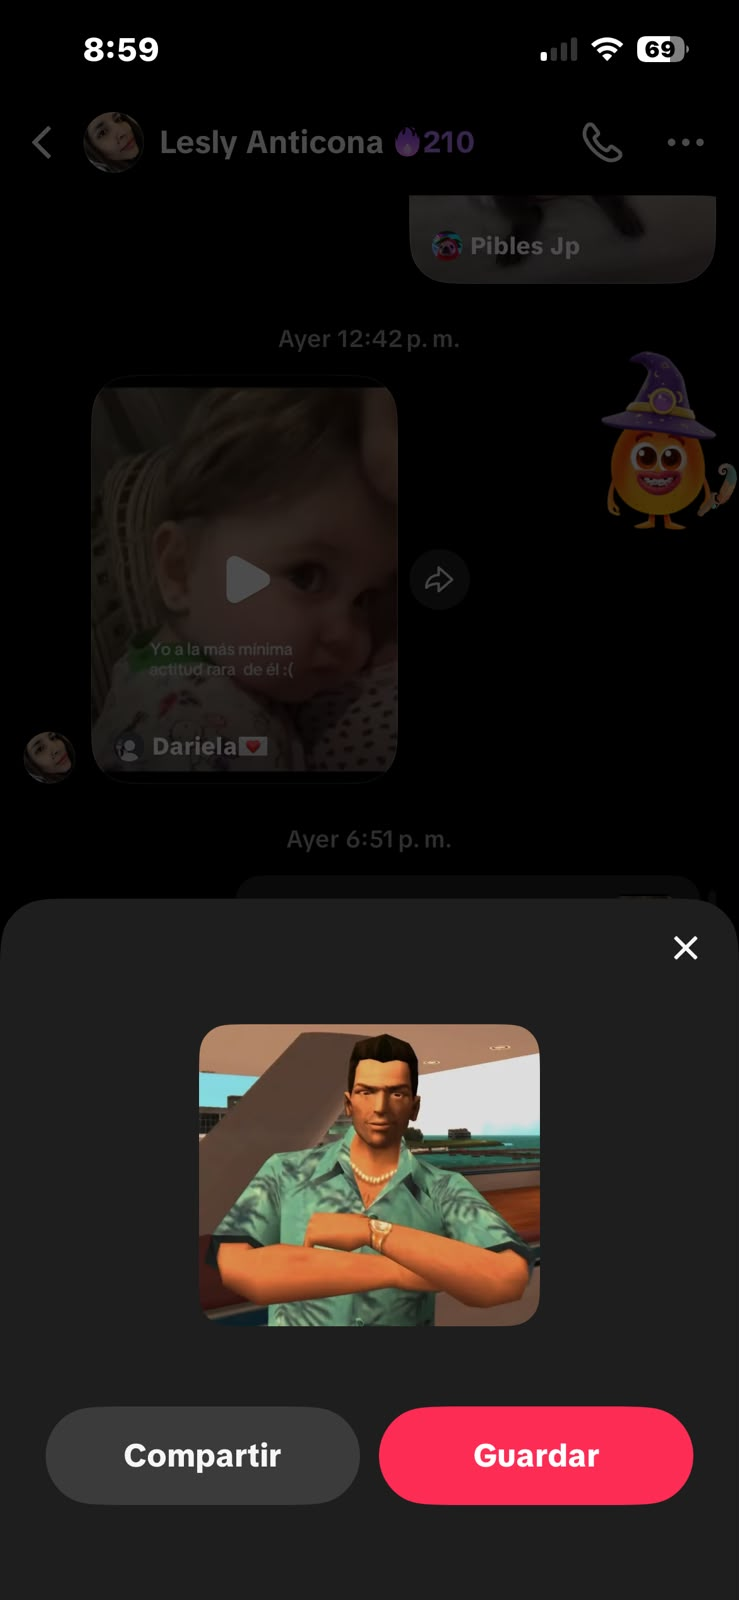 8:59
69
Lesly Anticona 210
Pibles Jp
Ayer 12:42 p. m.
Yo a la más mínima
actitud rara de él :(
Dariela
Ayer 6:51 p. m.
Compartir
Guardar